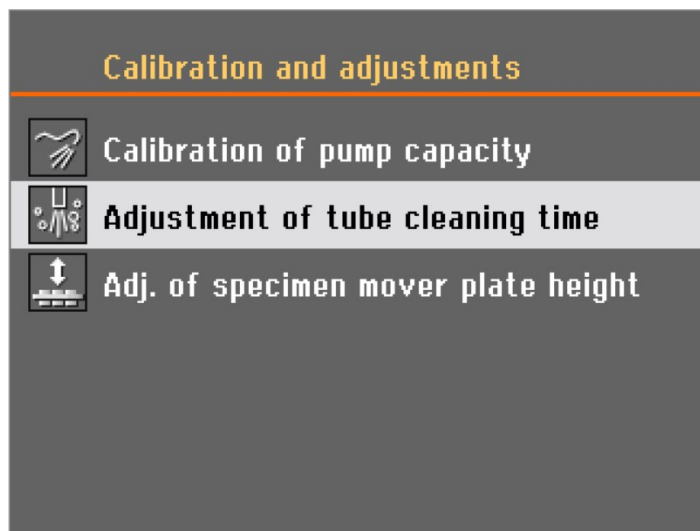 Calibration and adjustments
Calibration of pump capacity
Adjustment of tube cleaning time
Adj. of specimen mover plate height